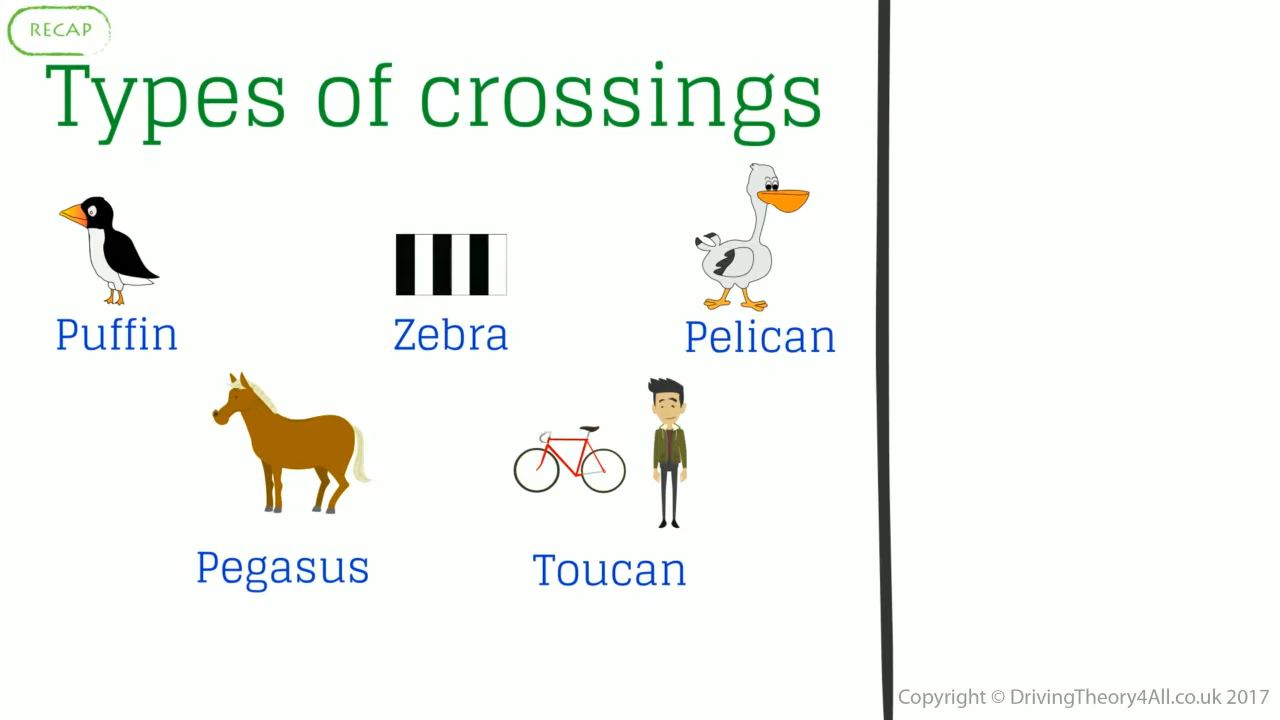 RECAP
Types of crossings
Puffin
Zebra
Pelican
Pegasus
Toucan
Copyright © DrivingTheory4All.co.uk 2017